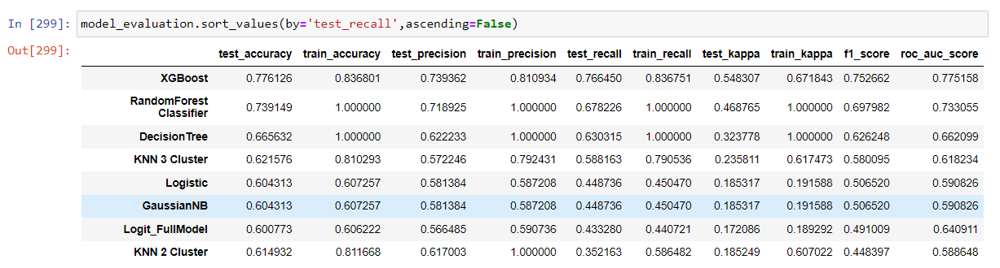 In [299]: model_evaluation.sort_values(by='test_recall',ascending=False)
Out[299]:
test_accuracy train_accuracy test_precision train_precision test_recall train_recall test_kappa train_kappa f1_score roc_auc_score
XGBoost 0.776126 0.836801 0.739362 0.810934 0.766450 0.836751 0.548307 0.671843 0.752662 0.775158
RandomForest
Classifier 0.739149 1.000000 0.718925 1.000000 0.678226 1.000000 0.468765 1.000000 0.697982 0.733055
DecisionTree 0.665632 1.000000 0.622233 1.000000 0.630315 1.000000 0.323778 1.000000 0.626248 0.662099
KNN 3 Cluster 0.621576 0.810293 0.572246 0.792431 0.588163 0.790536 0.235811 0.617473 0.580095 0.618234
Logistic 0.604313 0.607257 0.581384 0.587208 0.448736 0.450470 0.185317 0.191588 0.506520 0.590826
GaussianNB 0.604313 0.607257 0.581384 0.587208 0.448736 0.450470 0.185317 0.191588 0.506520 0.590826
Logit_FullModel 0.600773 0.606222 0.566485 0.590736 0.433280 0.440721 0.172086 0.189292 0.491009 0.640911
KNN 2 Cluster 0.614932 0.811668 0.617003 1.000000 0.352163 0.586482 0.185249 0.607022 0.448397 0.588648